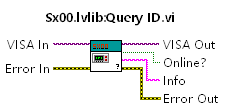 Sx00.lvlib:Query ID.vi
VISA In
VISA Out
Online?
Error In
Info
?
Error Out